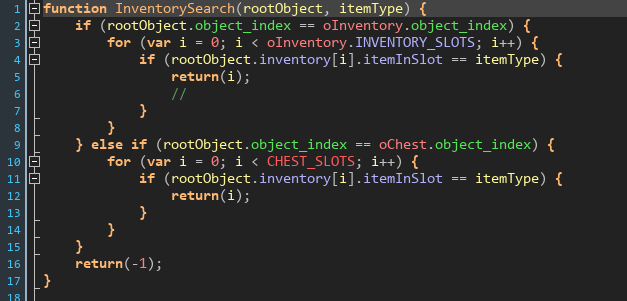 1 function InventorySearch(rootObject, itemType) {
2     if (rootObject.object_index == oInventory.object_index) {
3         for (var i = 0; i < oInventory.INVENTORY_SLOTS; i++) {
4             if (rootObject.inventory[i].itemInSlot == itemType) {
5                 return(i);
6                 //
7             }
8         }
9     } else if (rootObject.object_index == oChest.object_index) {
10         for (var i = 0; i < CHEST_SLOTS; i++) {
11             if (rootObject.inventory[i].itemInSlot == itemType) {
12                 return(i);
13             }
14         }
15     }
16     return(-1);
17 }
18